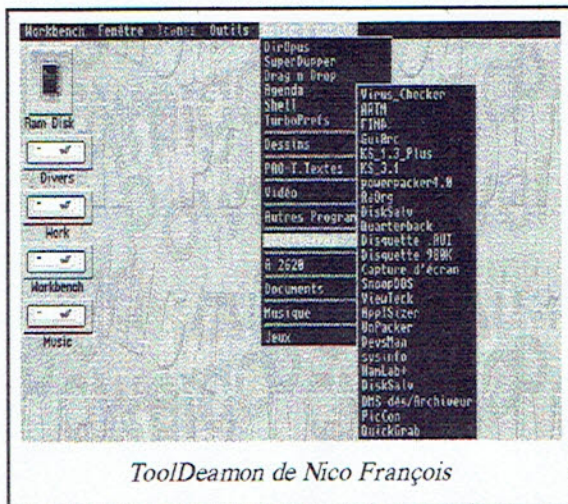 Workbench Fenêtre Icones Outils
Ram Disk
Divers
Work
Workbench
Music
DirOpus
SuperDupper
Drag n Drop
Agenda
Shell
TurboPrefs
Dessins
PAO-T.Textes
Vidéo
Autres Program
A 2620
Documents
Musique
Jeux
Virus_Checker
ARTM
GuiArc
KS_1.3_Plus
KS_3.1
powerpacker4.0
ReOrg
DiskSalv
Quarterback
Disquette .AUI
Disquette 980K
Capture d'écran
SnoopDOS
ViewTeck
ApplSizer
UnPacker
DevsMan
sysinfo
HamLab+
DiskSalv
DMS dés/Archiveur
PicCon
QuickGrab
ToolDeamon de Nico François